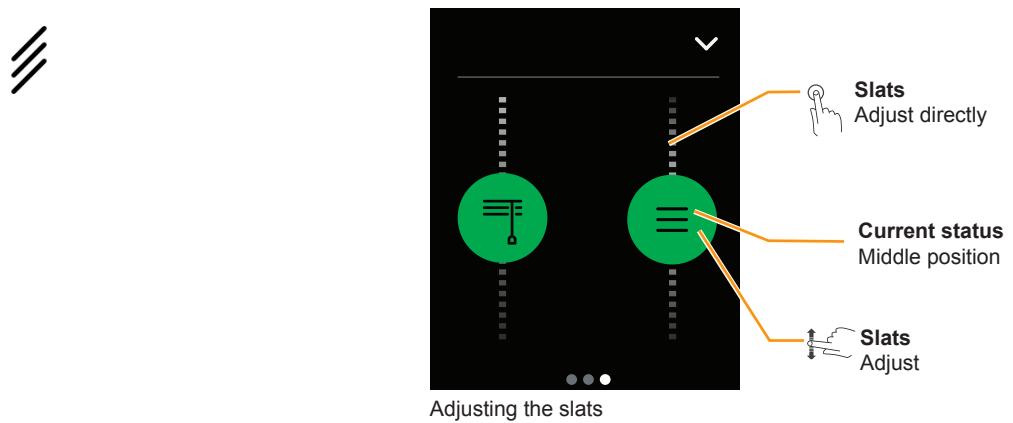 Slats
Adjust directly
Current status
Middle position
Slats
Adjust
Adjusting the slats